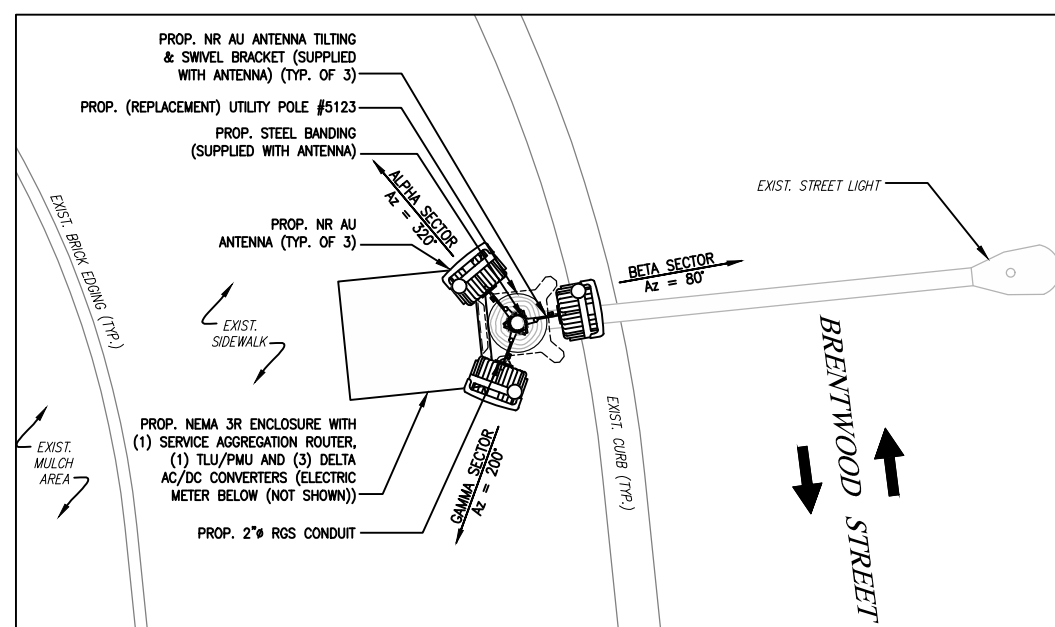 PROP. NR AU ANTENNA TILTING
& SWIVEL BRACKET (SUPPLIED
WITH ANTENNA) (TYP. OF 3)
PROP. (REPLACEMENT) UTILITY POLE #5123
PROP. STEEL BANDING
(SUPPLIED WITH ANTENNA)
ALPHA SECTOR
Az = 320°
PROP. NR AU
ANTENNA (TYP. OF 3)
EXIST. BRICK EDGING (TYP.)
EXIST.
SIDEWALK
EXIST. STREET LIGHT
BETA SECTOR
Az = 80°
BRENTWOOD STREET
EXIST. CURB (TYP.)
GAMMA SECTOR
Az = 200°
PROP. NEMA 3R ENCLOSURE WITH
(1) SERVICE AGGREGATION ROUTER,
(1) TLU/PMU AND (3) DELTA
AC/DC CONVERTERS (ELECTRIC
METER BELOW (NOT SHOWN))
EXIST.
MULCH
AREA
PROP. 2"ø RGS CONDUIT